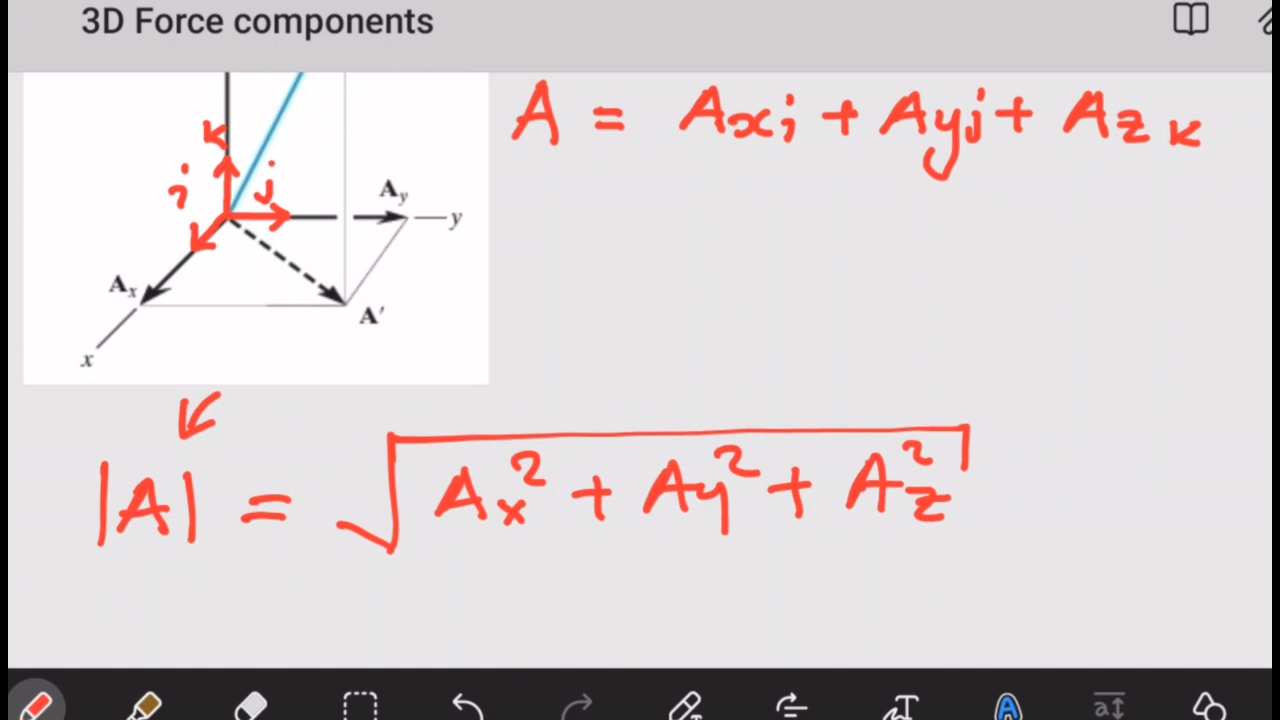 3D Force components
A = Axi + Ayj + Azk
k
i j
Ay
y
Ax
A′
x
|A| = √Ax² + Ay² + Az²
T A a